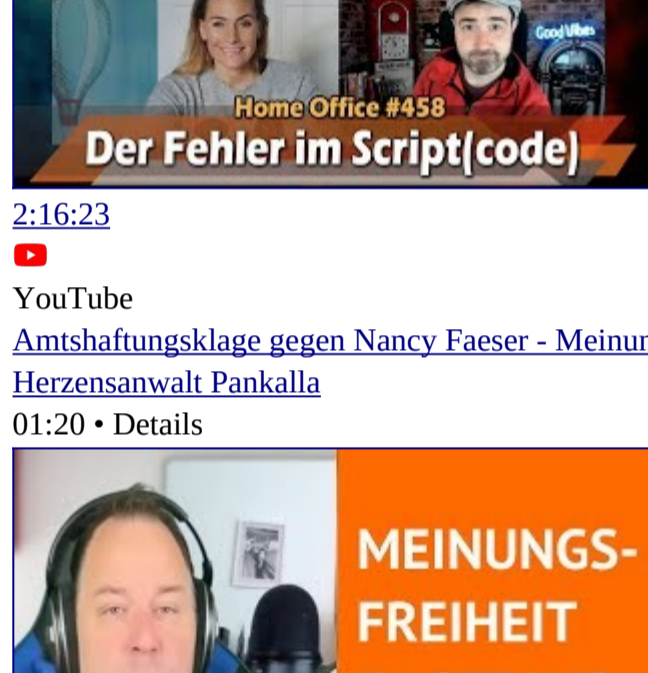 Good Vibes
Home Office #458
Der Fehler im Script(code)
2:16:23
YouTube
Amtshaftungsklage gegen Nancy Faeser - Meinun
Herzensanwalt Pankalla
01:20 • Details
MEINUNGS-
FREIHEIT